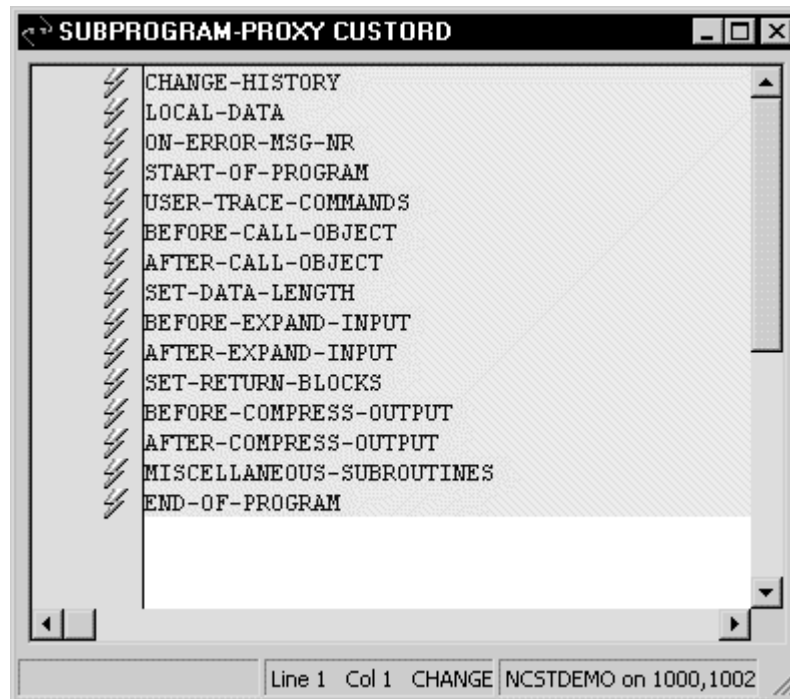 SUBPROGRAM-PROXY CUSTORD
CHANGE-HISTORY
LOCAL-DATA
ON-ERROR-MSG-NR
START-OF-PROGRAM
USER-TRACE-COMMANDS
BEFORE-CALL-OBJECT
AFTER-CALL-OBJECT
SET-DATA-LENGTH
BEFORE-EXPAND-INPUT
AFTER-EXPAND-INPUT
SET-RETURN-BLOCKS
BEFORE-COMPRESS-OUTPUT
AFTER-COMPRESS-OUTPUT
MISCELLANEOUS-SUBROUTINES
END-OF-PROGRAM
Line 1 Col 1 CHANGE NCSTDEMO on 1000,1002